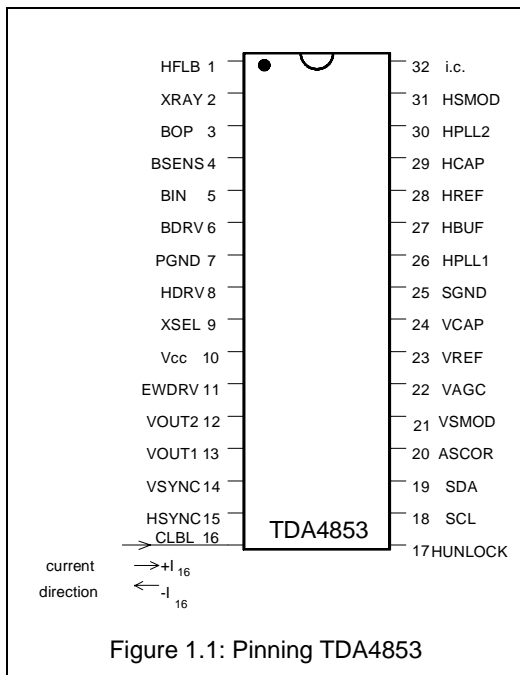 HFLB 1 32 i.c.
XRAY 2 31 HSMOD
BOP 3 30 HPLL2
BSENS 4 29 HCAP
BIN 5 28 HREF
BDRV 6 27 HBUF
PGND 7 26 HPLL1
HDRV 8 25 SGND
XSEL 9 24 VCAP
Vcc 10 23 VREF
EWDRV 11 22 VAGC
VOUT2 12 21 VSMOD
VOUT1 13 20 ASCOR
VSYNC 14 19 SDA
HSYNC 15 18 SCL
CLBL 16 TDA4853 17 HUNLOCK
current +I16
direction -I16
Figure 1.1: Pinning TDA4853